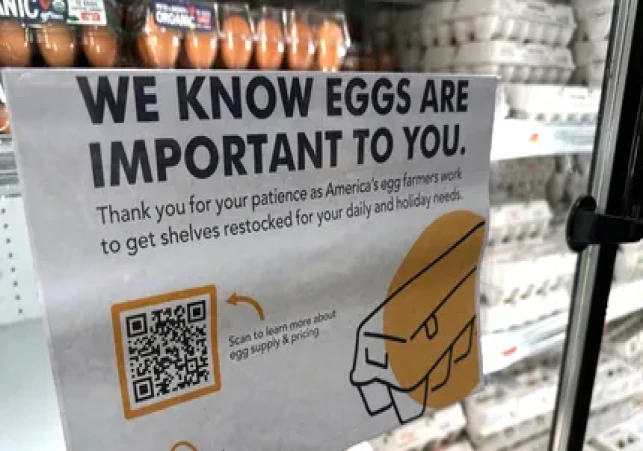 ORGANIC
WE KNOW EGGS ARE
IMPORTANT TO YOU.
Thank you for your patience as America's egg farmers work
to get shelves restocked for your daily and holiday needs.
Scan to learn more about
egg supply & pricing